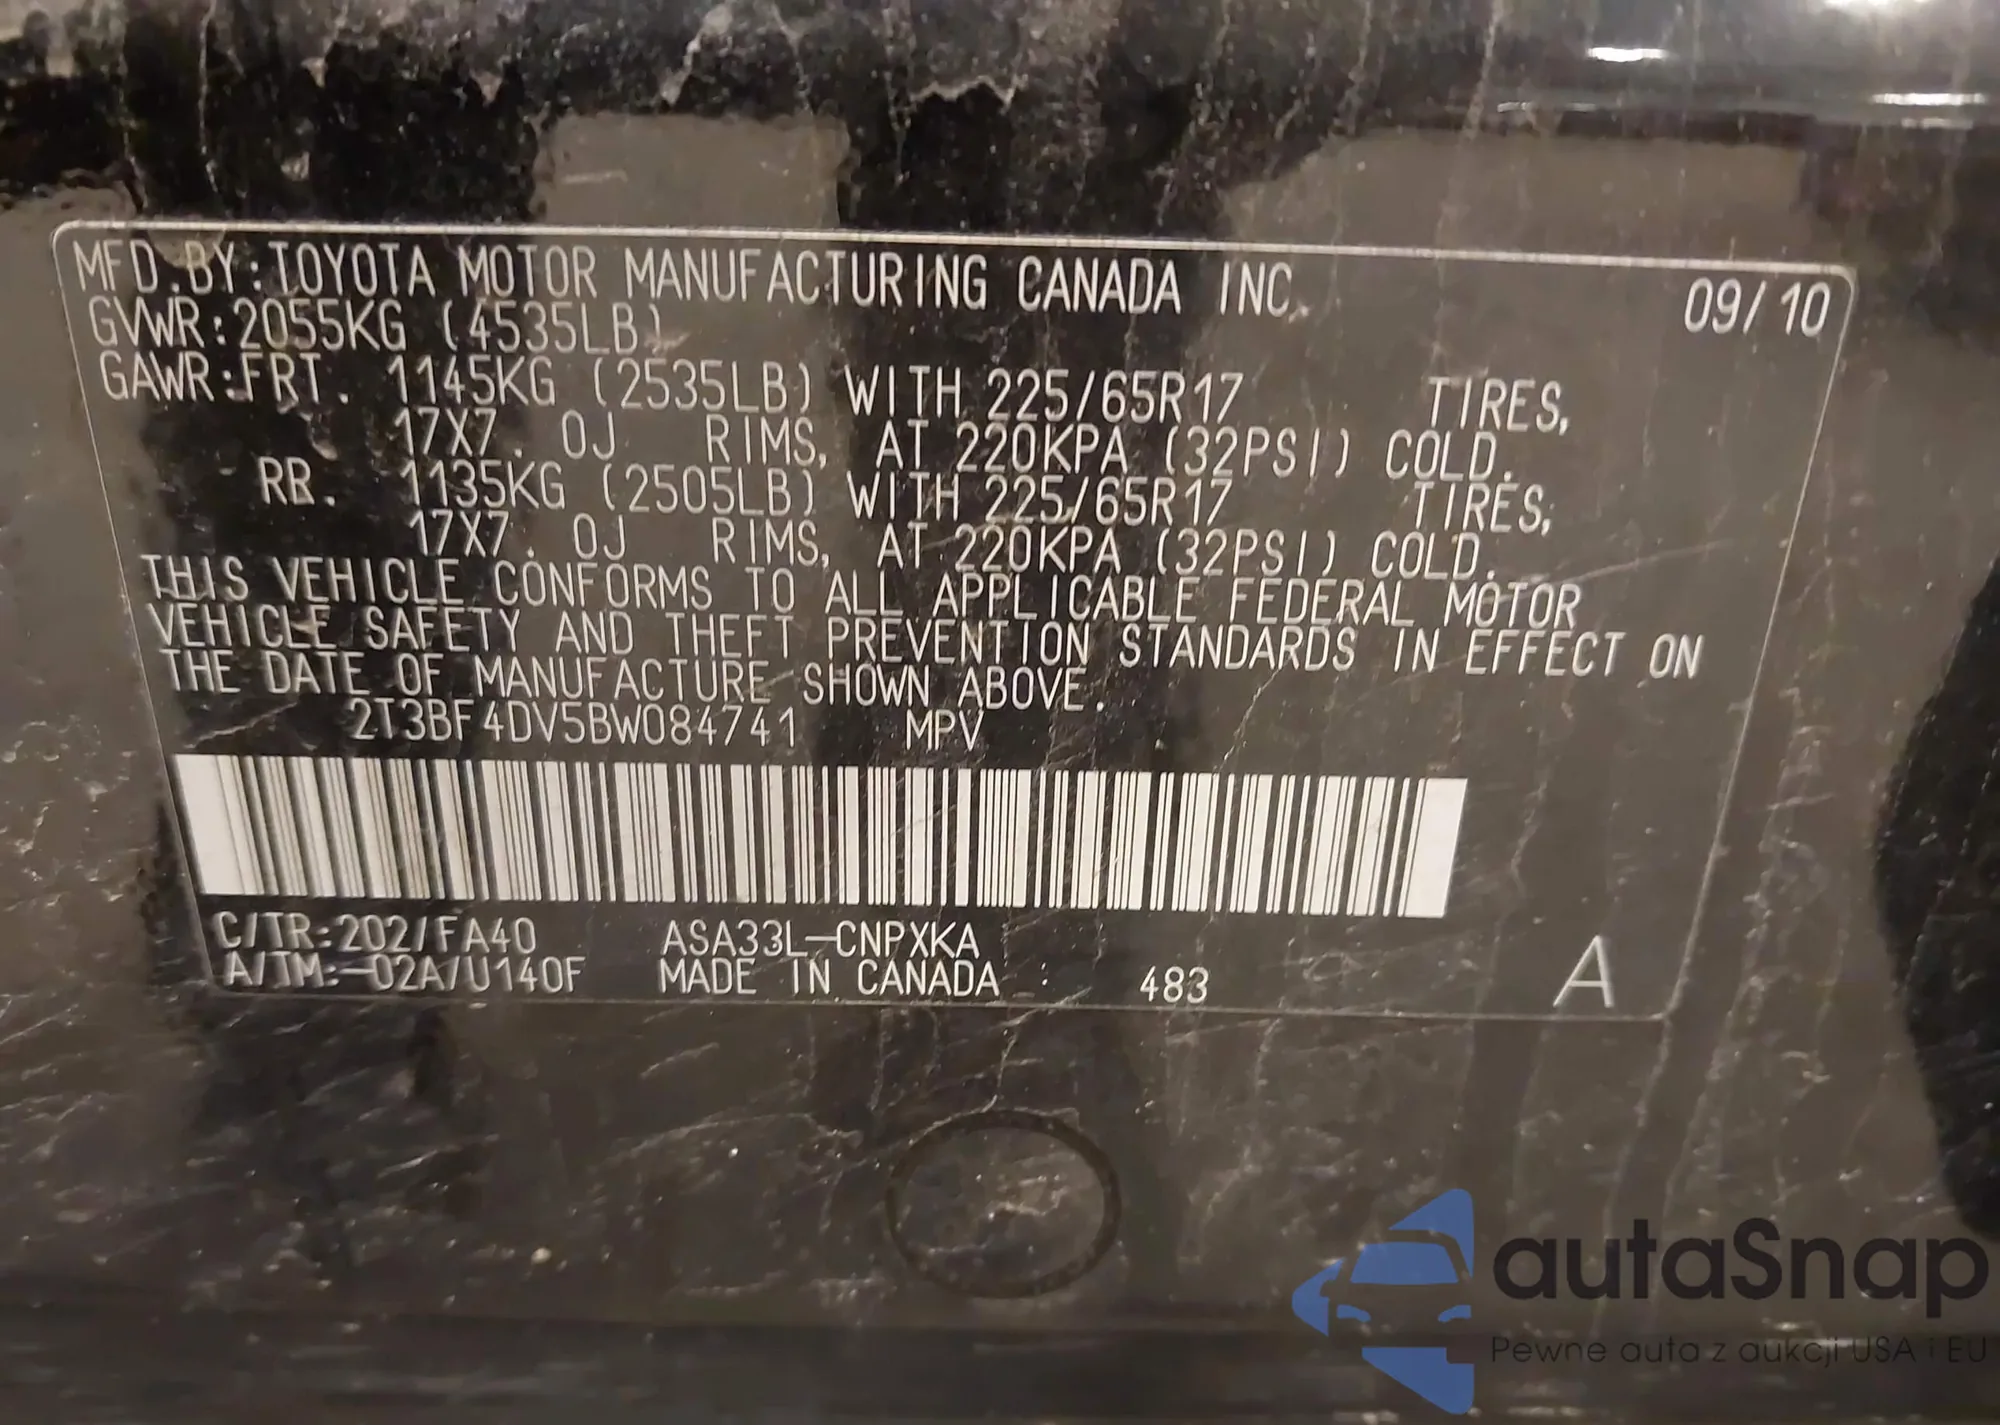 MFD.BY:TOYOTA MOTOR MANUFACTURING CANADA INC. 09/10
GVWR:2055KG (4535LB)
GAWR:FRT. 1145KG (2535LB) WITH 225/65R17 TIRES,
17X7.0J RIMS, AT 220KPA (32PSI) COLD.
RR. 1135KG (2505LB) WITH 225/65R17 TIRES,
17X7.0J RIMS, AT 220KPA (32PSI) COLD.
THIS VEHICLE CONFORMS TO ALL APPLICABLE FEDERAL MOTOR
VEHICLE SAFETY AND THEFT PREVENTION STANDARDS IN EFFECT ON
THE DATE OF MANUFACTURE SHOWN ABOVE.
2T3BF4DV5BW084741 MPV
C/TR:202/FA40 ASA33L-CNPXKA
A/TM:-02A/U140F MADE IN CANADA : 483 A
autaSnap
Pewne auta z aukcji USA i EU